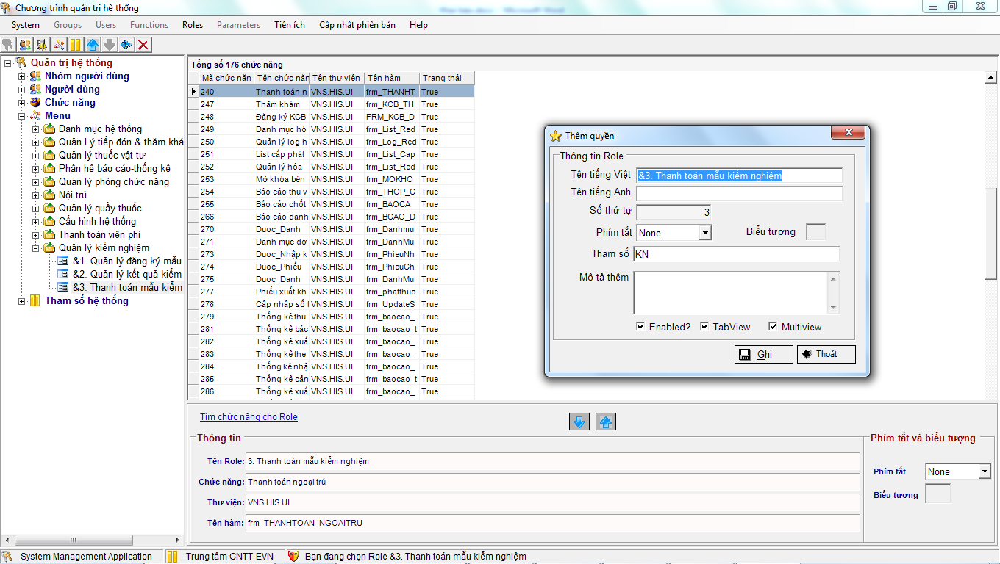 Chương trình quản trị hệ thống
System Groups Users Functions Roles Parameters Tiện ích Cập nhật phiên bản Help
Quản trị hệ thống
Nhóm người dùng
Người dùng
Chức năng
Menu
Danh mục hệ thống
Quản Lý tiếp đón & thăm khá
Quản lý thuốc-vật tư
Phân hệ báo cáo-thống kê
Quản lý phòng chức năng
Nội trú
Quản lý quầy thuốc
Cấu hình hệ thống
Thanh toán viện phí
Quản lý kiểm nghiệm
&1. Quản lý đăng ký mẫu
&2. Quản lý kết quả kiểm
&3. Thanh toán mẫu kiểm
Tham số hệ thống
Tổng số 176 chức năng
Mã chức năn Tên chức năn Tên thư viện Tên hàm Trạng thái
240 Thanh toán n VNS.HIS.UI frm_THANHT True
247 Thăm khám VNS.HIS.UI frm_KCB_TH True
248 Đăng ký KCB VNS.HIS.UI FRM_KCB_D True
249 Danh mục hó VNS.HIS.UI frm_List_Red True
250 Quản lý log h VNS.HIS.UI frm_Log_Red True
251 List cấp phát VNS.HIS.UI frm_List_Cap True
252 Quản lý hóa VNS.HIS.UI frm_List_Red True
253 Mở khóa bên VNS.HIS.UI frm_MOKHO True
254 Báo cáo thu v VNS.HIS.UI frm_THOP_C True
255 Báo cáo chốt VNS.HIS.UI frm_BAOCA True
266 Báo cáo danh VNS.HIS.UI frm_BCAO_D True
270 Duoc_Danh VNS.HIS.UI frm_Danhmu True
271 Danh mục đơ VNS.HIS.UI frm_DanhMu True
273 Duoc_Nhập k VNS.HIS.UI frm_PhieuNh True
274 Duoc_Phiếu VNS.HIS.UI frm_PhieuCh True
275 Duoc_Danh VNS.HIS.UI frm_DanMu True
277 Phiếu xuất kh VNS.HIS.UI frm_phatthuo True
278 Cập nhập số l VNS.HIS.UI frm_UpdateS True
279 Thống kê thu VNS.HIS.UI frm_baocao_ True
281 Thống kê bác VNS.HIS.UI frm_baocao_t True
282 Thống kê xuấ VNS.HIS.UI frm_baocao_ True
283 Thống kê the VNS.HIS.UI frm_baocao_ True
284 Thống kê nhậ VNS.HIS.UI frm_baocao_ True
285 Thống kê cản VNS.HIS.UI frm_baocao_t True
286 Thống kê xuấ VNS.HIS.UI frm_baocao_ True
Thêm quyền
Thông tin Role
Tên tiếng Việt &3. Thanh toán mẫu kiểm nghiệm
Tên tiếng Anh
Số thứ tự 3
Phím tắt None Biểu tượng
Tham số KN
Mô tả thêm
Enabled? TabView Multiview
Ghi Thoát
Tìm chức năng cho Role
Thông tin
Tên Role: 3. Thanh toán mẫu kiểm nghiệm
Chức năng: Thanh toán ngoại trú
Thư viện: VNS.HIS.UI
Tên hàm: frm_THANHTOAN_NGOAITRU
Phím tắt và biểu tượng
Phím tắt None
Biểu tượng
System Management Application Trung tâm CNTT-EVN Bạn đang chọn Role &3. Thanh toán mẫu kiểm nghiệm